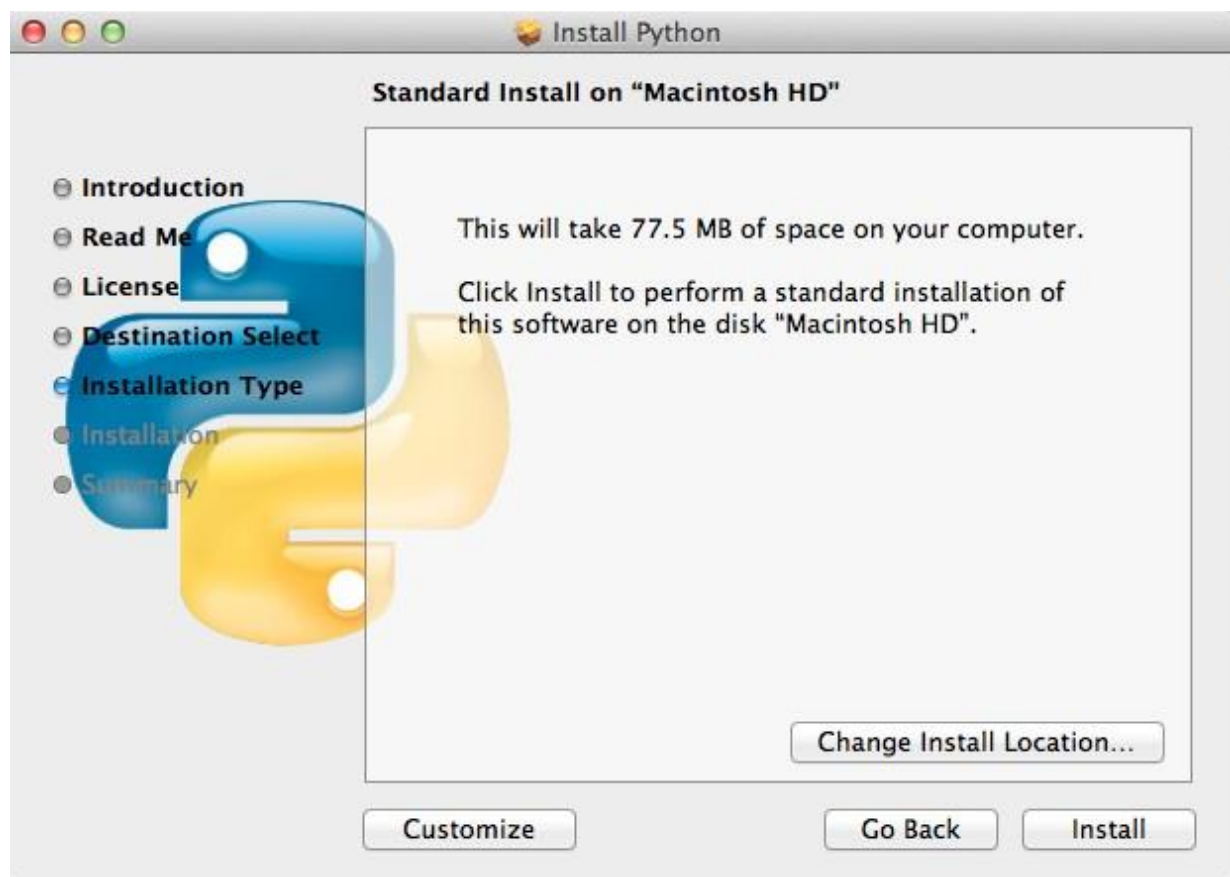 Install Python
Standard Install on “Macintosh HD"
Introduction
Read Me
License
Destination Select
Installation Type
Installation
Summary
This will take 77.5 MB of space on your computer.
Click Install to perform a standard installation of
this software on the disk “Macintosh HD”.
Change Install Location...
Customize
Go Back
Install